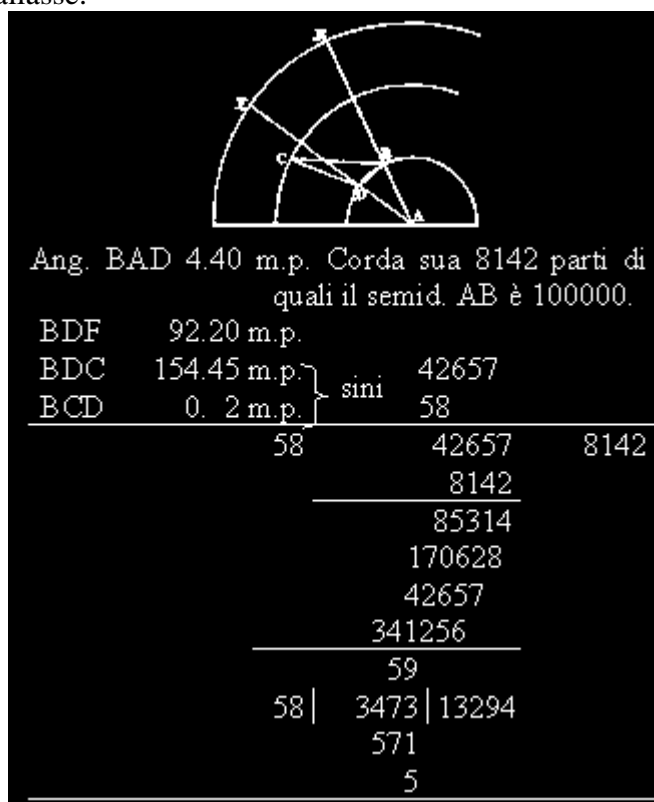 anasse.
C
D
A
Ang. BAD 4.40 m.p. Corda sua 8142 parti di
quali il semid. AB è 100000.
BDF 92.20 m.p.
BDC 154.45 m.p. sini 42657
BCD 0. 2 m.p. 58
58 42657 8142
8142
85314
170628
42657
341256
59
58| 3473|13294
571
5